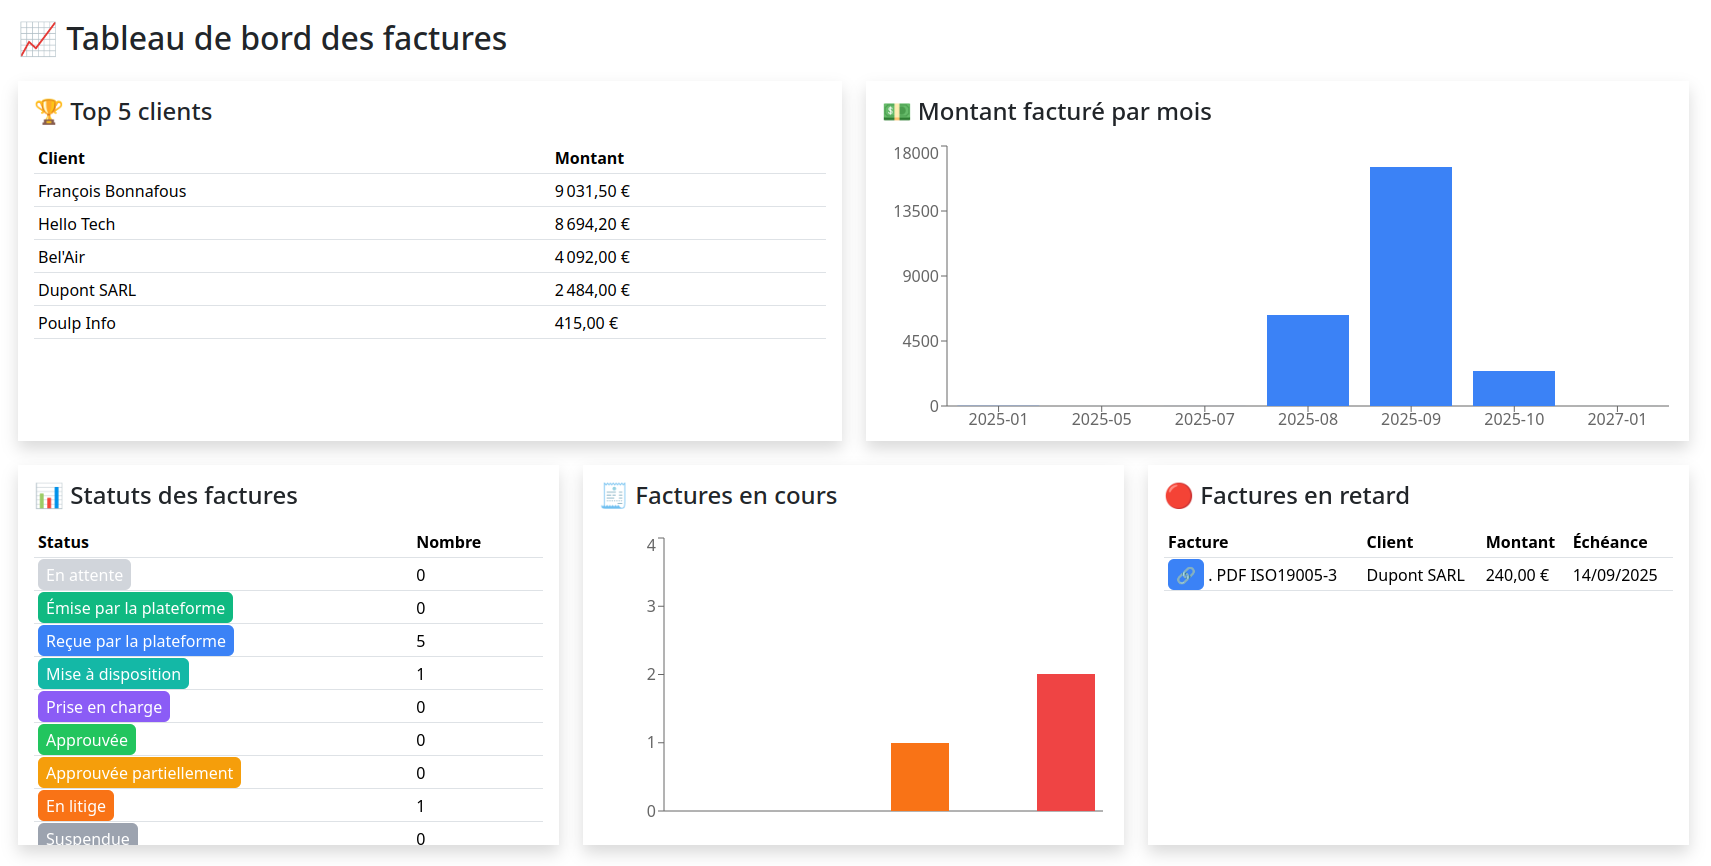 Tableau de bord des factures
Top 5 clients
Client Montant
François Bonnafous 9 031,50 €
Hello Tech 8 694,20 €
Bel'Air 4 092,00 €
Dupont SARL 2 484,00 €
Poulp Info 415,00 €
Montant facturé par mois
18000
13500
9000
4500
0
2025-01 2025-05 2025-07 2025-08 2025-09 2025-10 2027-01
Statuts des factures
Status Nombre
En attente 0
Émise par la plateforme 0
Reçue par la plateforme 5
Mise à disposition 1
Prise en charge 0
Approuvée 0
Approuvée partiellement 0
En litige 1
Suspendue 0
Factures en cours
4
3
2
1
0
Factures en retard
Facture Client Montant Échéance
. PDF ISO19005-3 Dupont SARL 240,00 € 14/09/2025